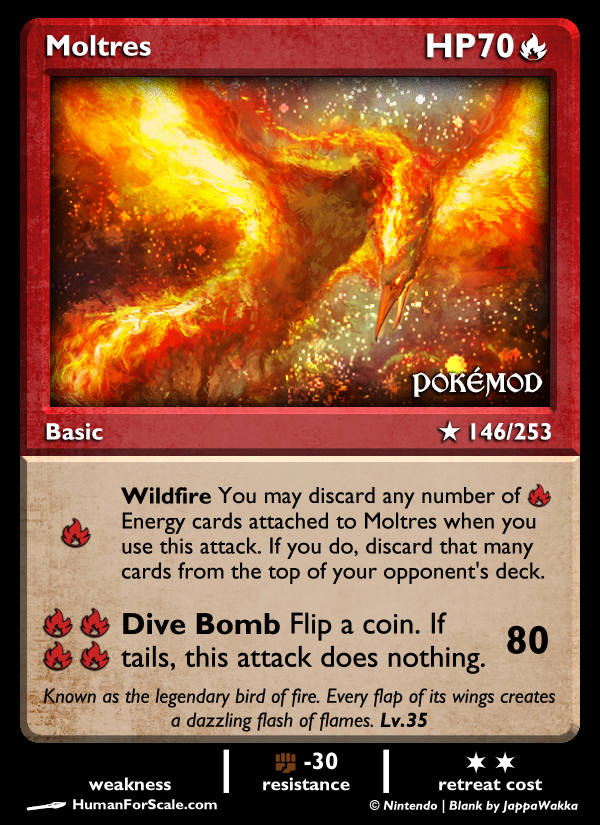 Moltres HP70
POKÉMOD
Basic ★ 146/253
Wildfire You may discard any number of
Energy cards attached to Moltres when you
use this attack. If you do, discard that many
cards from the top of your opponent's deck.
Dive Bomb Flip a coin. If
tails, this attack does nothing. 80
Known as the legendary bird of fire. Every flap of its wings creates
a dazzling flash of flames. Lv.35
-30
weakness resistance retreat cost
HumanForScale.com © Nintendo | Blank by JappaWakka